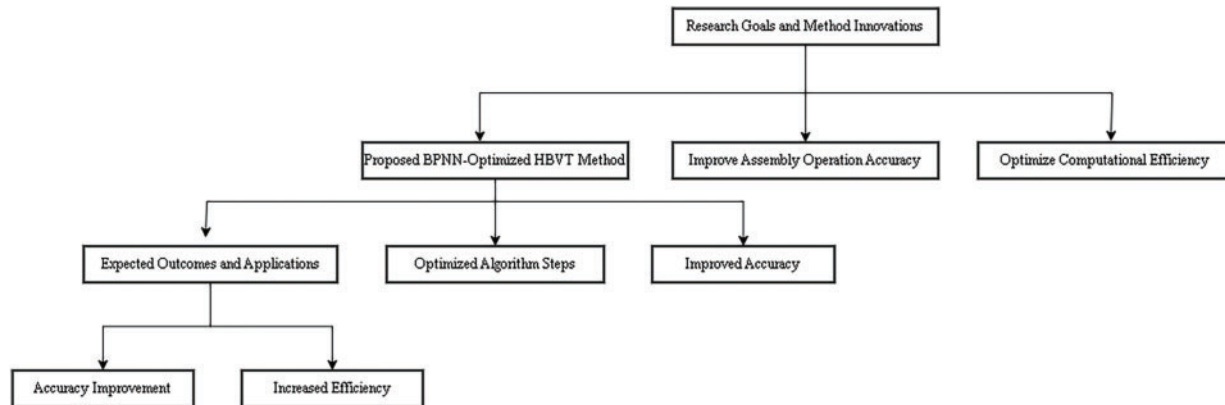 Research Goals and Method Innovations
Proposed BPNN-Optimized HBVT Method
Improve Assembly Operation Accuracy
Optimize Computational Efficiency
Expected Outcomes and Applications
Optimized Algorithm Steps
Improved Accuracy
Accuracy Improvement
Increased Efficiency